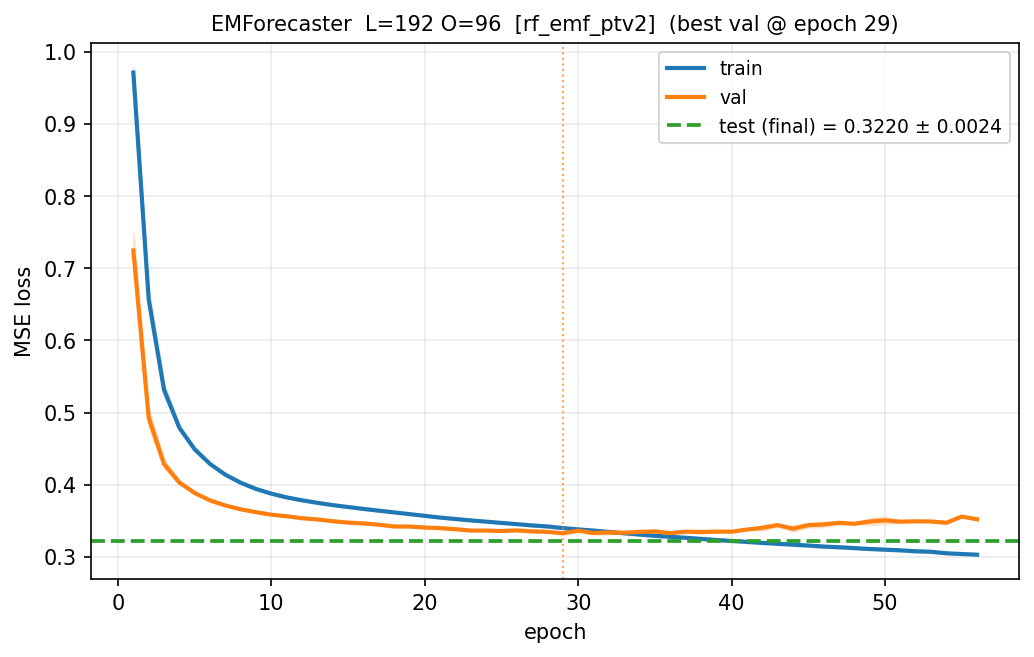 EMForecaster  L=192 O=96  [rf_emf_ptv2]  (best val @ epoch 29)
train
val
test (final) = 0.3220 ± 0.0024
MSE loss
1.0
0.9
0.8
0.7
0.6
0.5
0.4
0.3
0 10 20 30 40 50
epoch